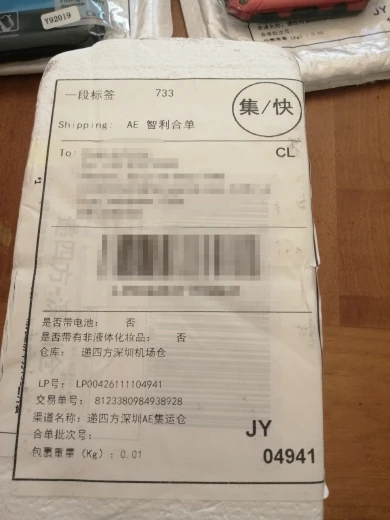 Y92019
JY
一段标签 733
集/快
Shipping: AE 智利合单
To:
CL
是否带电池: 否
是否带有非液体化妆品: 否
仓库: 递四方深圳机场仓
LP号: LP00426111104941
交易单号: 8123380984938928
渠道名称: 递四方深圳AE集运仓
合单批次号:
包裹重量(Kg): 0.01
JY
04941